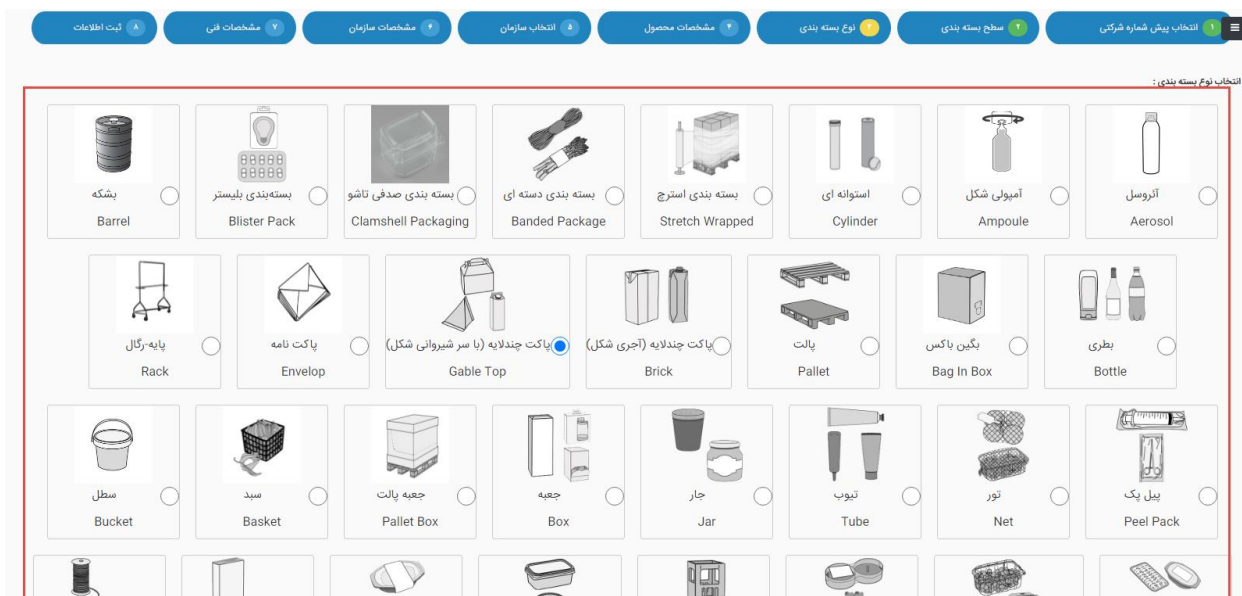 ۱ انتخاب پیش شماره شرکتی
۲ سطح بسته بندی
۳ نوع بسته بندی
۴ مشخصات محصول
۵ انتخاب سازمان
۶ مشخصات سازمان
۷ مشخصات فنی
۸ ثبت اطلاعات
انتخاب نوع بسته بندی :
آئروسل
Aerosol
آمپولی شکل
Ampoule
استوانه ای
Cylinder
بسته بندی استرچ
Stretch Wrapped
بسته بندی دسته ای
Banded Package
بسته بندی صدفی تاشو
Clamshell Packaging
بسته‌بندی بلیستر
Blister Pack
بشکه
Barrel
بطری
Bottle
بگین باکس
Bag In Box
پالت
Pallet
پاکت چندلایه (آجری شکل)
Brick
پاکت چندلایه (با سر شیروانی شکل)
Gable Top
پاکت نامه
Envelop
پایه-رگال
Rack
پیل پک
Peel Pack
تور
Net
تیوب
Tube
جار
Jar
جعبه
Box
جعبه پالت
Pallet Box
سبد
Basket
سطل
Bucket